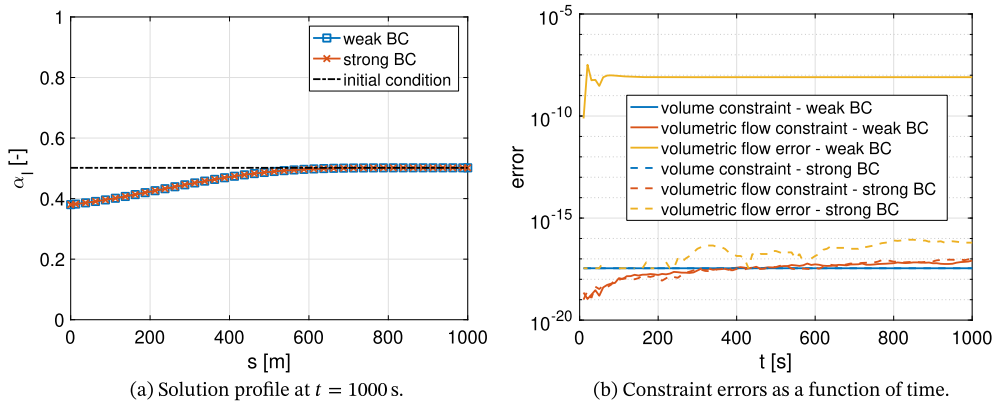 1
0.8
0.6
0.4
0.2
0
0 200 400 600 800 1000
α_l [-]
s [m]
weak BC
strong BC
initial condition
(a) Solution profile at t = 1000 s.
10^-5
10^-10
10^-15
10^-20
0 200 400 600 800 1000
error
t [s]
volume constraint - weak BC
volumetric flow constraint - weak BC
volumetric flow error - weak BC
volume constraint - strong BC
volumetric flow constraint - strong BC
volumetric flow error - strong BC
(b) Constraint errors as a function of time.